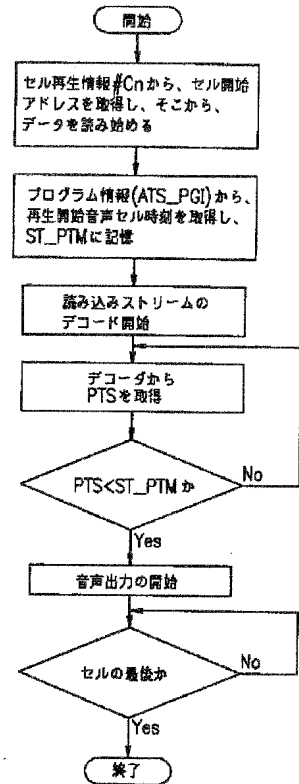 開始
セル再生情報#Cnから、セル開始
アドレスを取得し、そこから、
データを読み始める
プログラム情報(ATS_PGI)から、
再生開始音声セル時刻を取得し、
ST_PTMに記憶
読み込みストリームの
デコード開始
デコーダから
PTSを取得
PTS<ST_PTMか
No
Yes
音声出力の開始
セルの最後か
No
Yes
終了